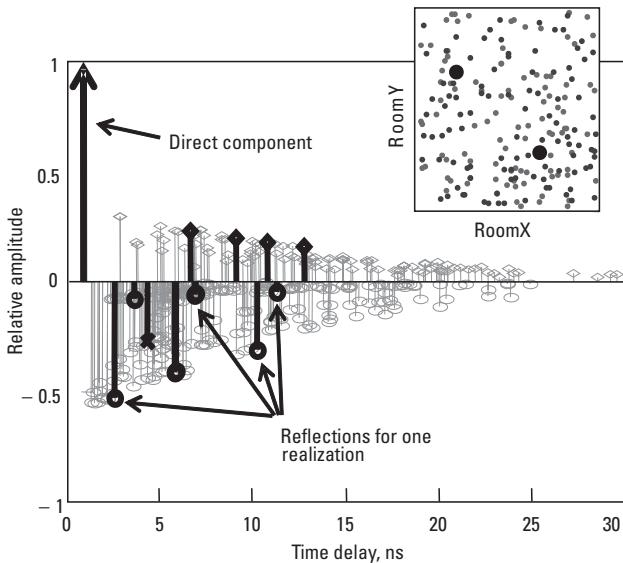 RoomY
RoomX
Direct component
Reflections for one
realization
Relative amplitude
1
0.5
0
– 0.5
– 1
0
5
10
15
20
25
30
Time delay, ns